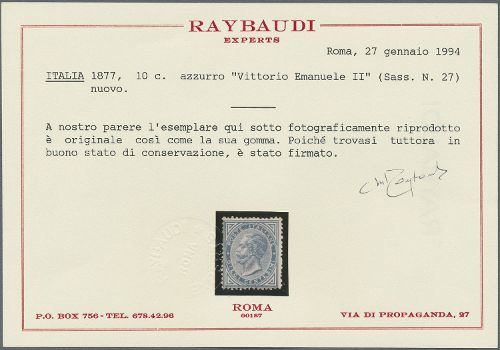 RAYBAUDI
EXPERTS
Roma, 27 gennaio 1994
ITALIA 1877, 10 c. azzurro "Vittorio Emanuele II" (Sass. N. 27)
nuovo.
A nostro parere l'esemplare qui sotto fotograficamente riprodotto
è originale così come la sua gomma. Poiché trovasi tuttora in
buono stato di conservazione, è stato firmato.
ROMA
00187
P.O. BOX 756 - TEL. 678.42.96
VIA DI PROPAGANDA, 27